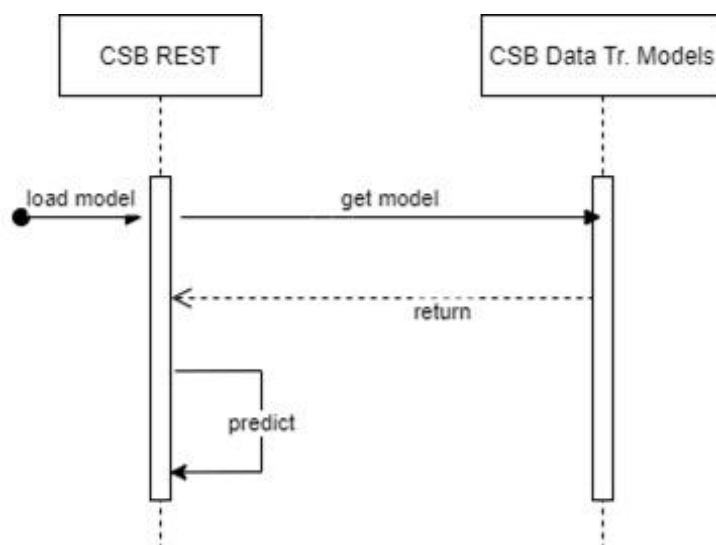 CSB REST
CSB Data Tr. Models
load model
get model
return
predict